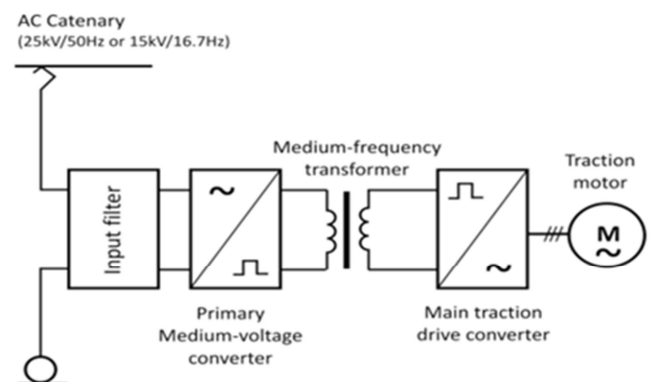 AC Catenary
(25kV/50Hz or 15kV/16.7Hz)
Input filter
Primary
Medium-voltage
converter
Medium-frequency
transformer
Main traction
drive converter
Traction
motor
M